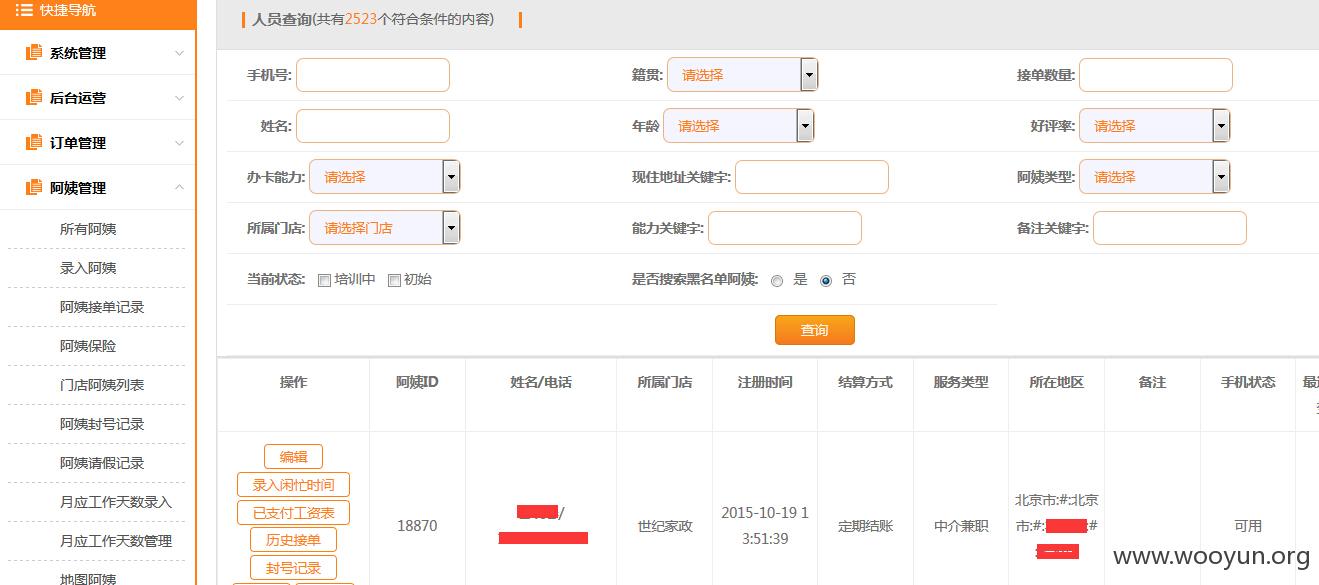 快捷导航
系统管理
后台运营
订单管理
阿姨管理
所有阿姨
录入阿姨
阿姨接单记录
阿姨保险
门店阿姨列表
阿姨封号记录
阿姨请假记录
月应工作天数录入
月应工作天数管理
地图阿姨
人员查询(共有2523个符合条件的内容)
手机号: 籍贯: 请选择 接单数量:
姓名: 年龄 请选择 好评率: 请选择
办卡能力: 请选择 现住地址关键字: 阿姨类型: 请选择
所属门店: 请选择门店 能力关键字: 备注关键字:
当前状态: 培训中 初始 是否搜索黑名单阿姨: 是 否
查询
操作 阿姨ID 姓名/电话 所属门店 注册时间 结算方式 服务类型 所在地区 备注 手机状态
编辑
录入闲忙时间
已支付工资表
历史接单
封号记录
18870
/
世纪家政
2015-10-19 1
3:51:39
定期结账
中介兼职
北京市:#:北京
市:#: #
可用
www.wooyun.org